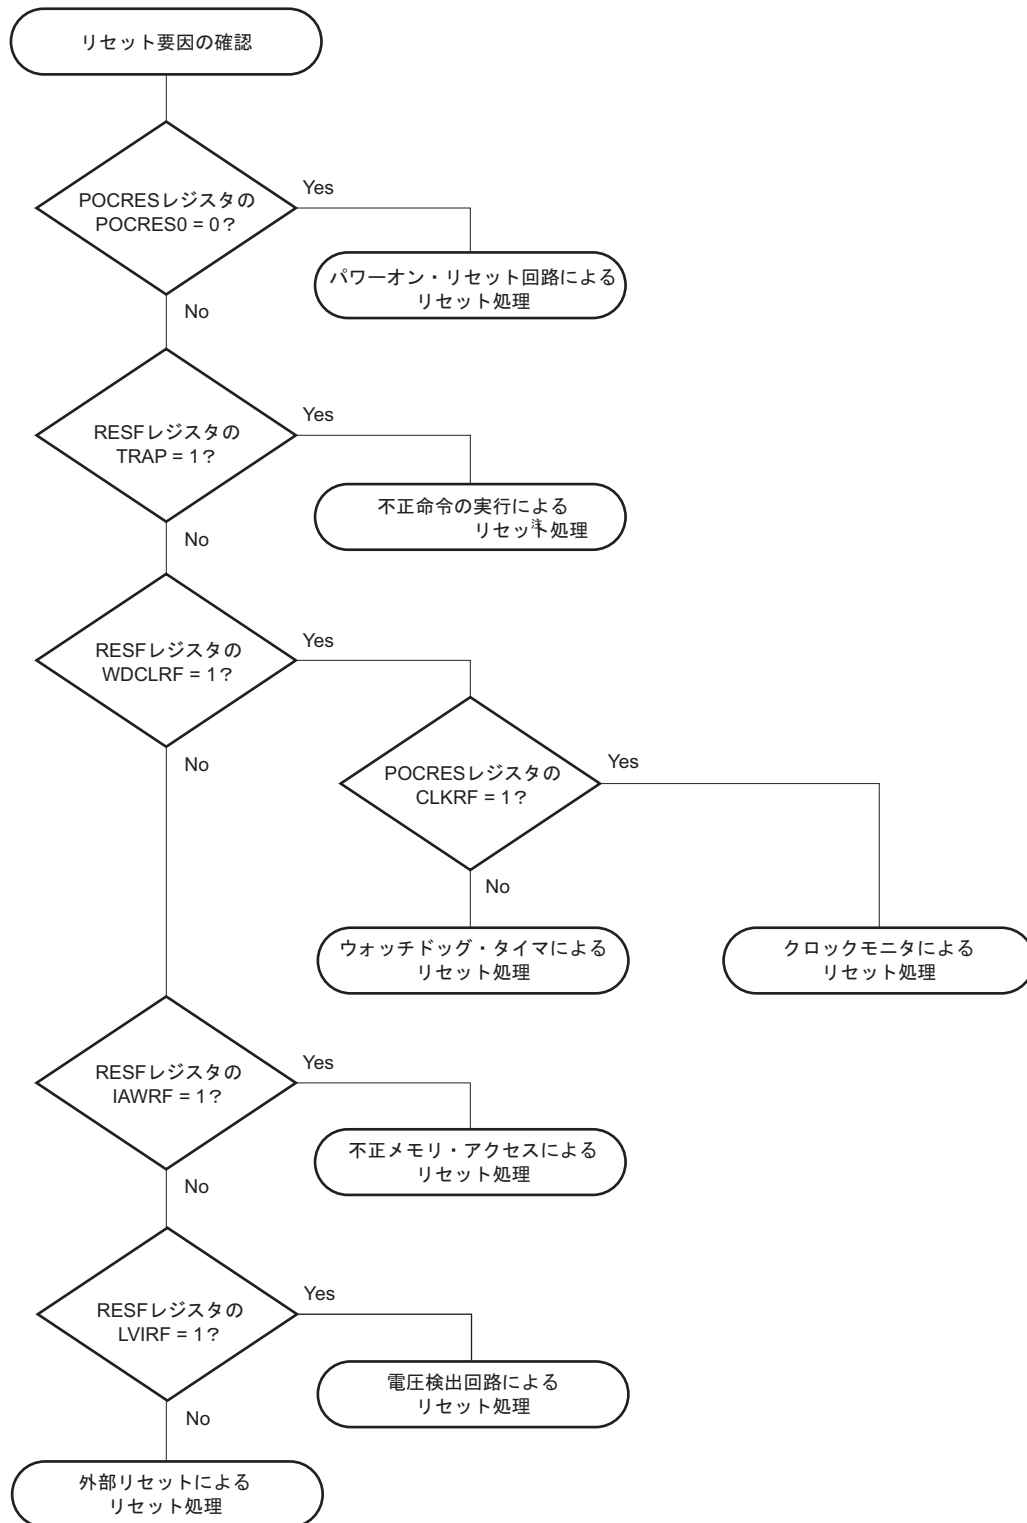 リセット要因の確認
POCRESレジスタの
POCRES0 = 0?
Yes
パワーオン・リセット回路による
リセット処理
No
RESFレジスタの
TRAP = 1?
Yes
不正命令の実行による
リセット処理注
No
RESFレジスタの
WDCLRF = 1?
Yes
No
POCRESレジスタの
CLKRF = 1?
Yes
No
ウォッチドッグ・タイマによる
リセット処理
クロックモニタによる
リセット処理
RESFレジスタの
IAWRF = 1?
Yes
不正メモリ・アクセスによる
リセット処理
No
RESFレジスタの
LVIRF = 1?
Yes
電圧検出回路による
リセット処理
No
外部リセットによる
リセット処理